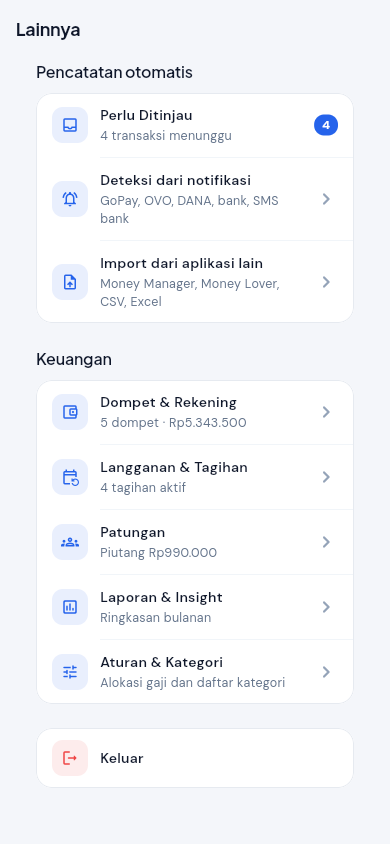 Lainnya
Pencatatan otomatis
Perlu Ditinjau
4 transaksi menunggu
4
Deteksi dari notifikasi
GoPay, OVO, DANA, bank, SMS
bank
Import dari aplikasi lain
Money Manager, Money Lover,
CSV, Excel
Keuangan
Dompet & Rekening
5 dompet · Rp5.343.500
Langganan & Tagihan
4 tagihan aktif
Patungan
Piutang Rp990.000
Laporan & Insight
Ringkasan bulanan
Aturan & Kategori
Alokasi gaji dan daftar kategori
Keluar